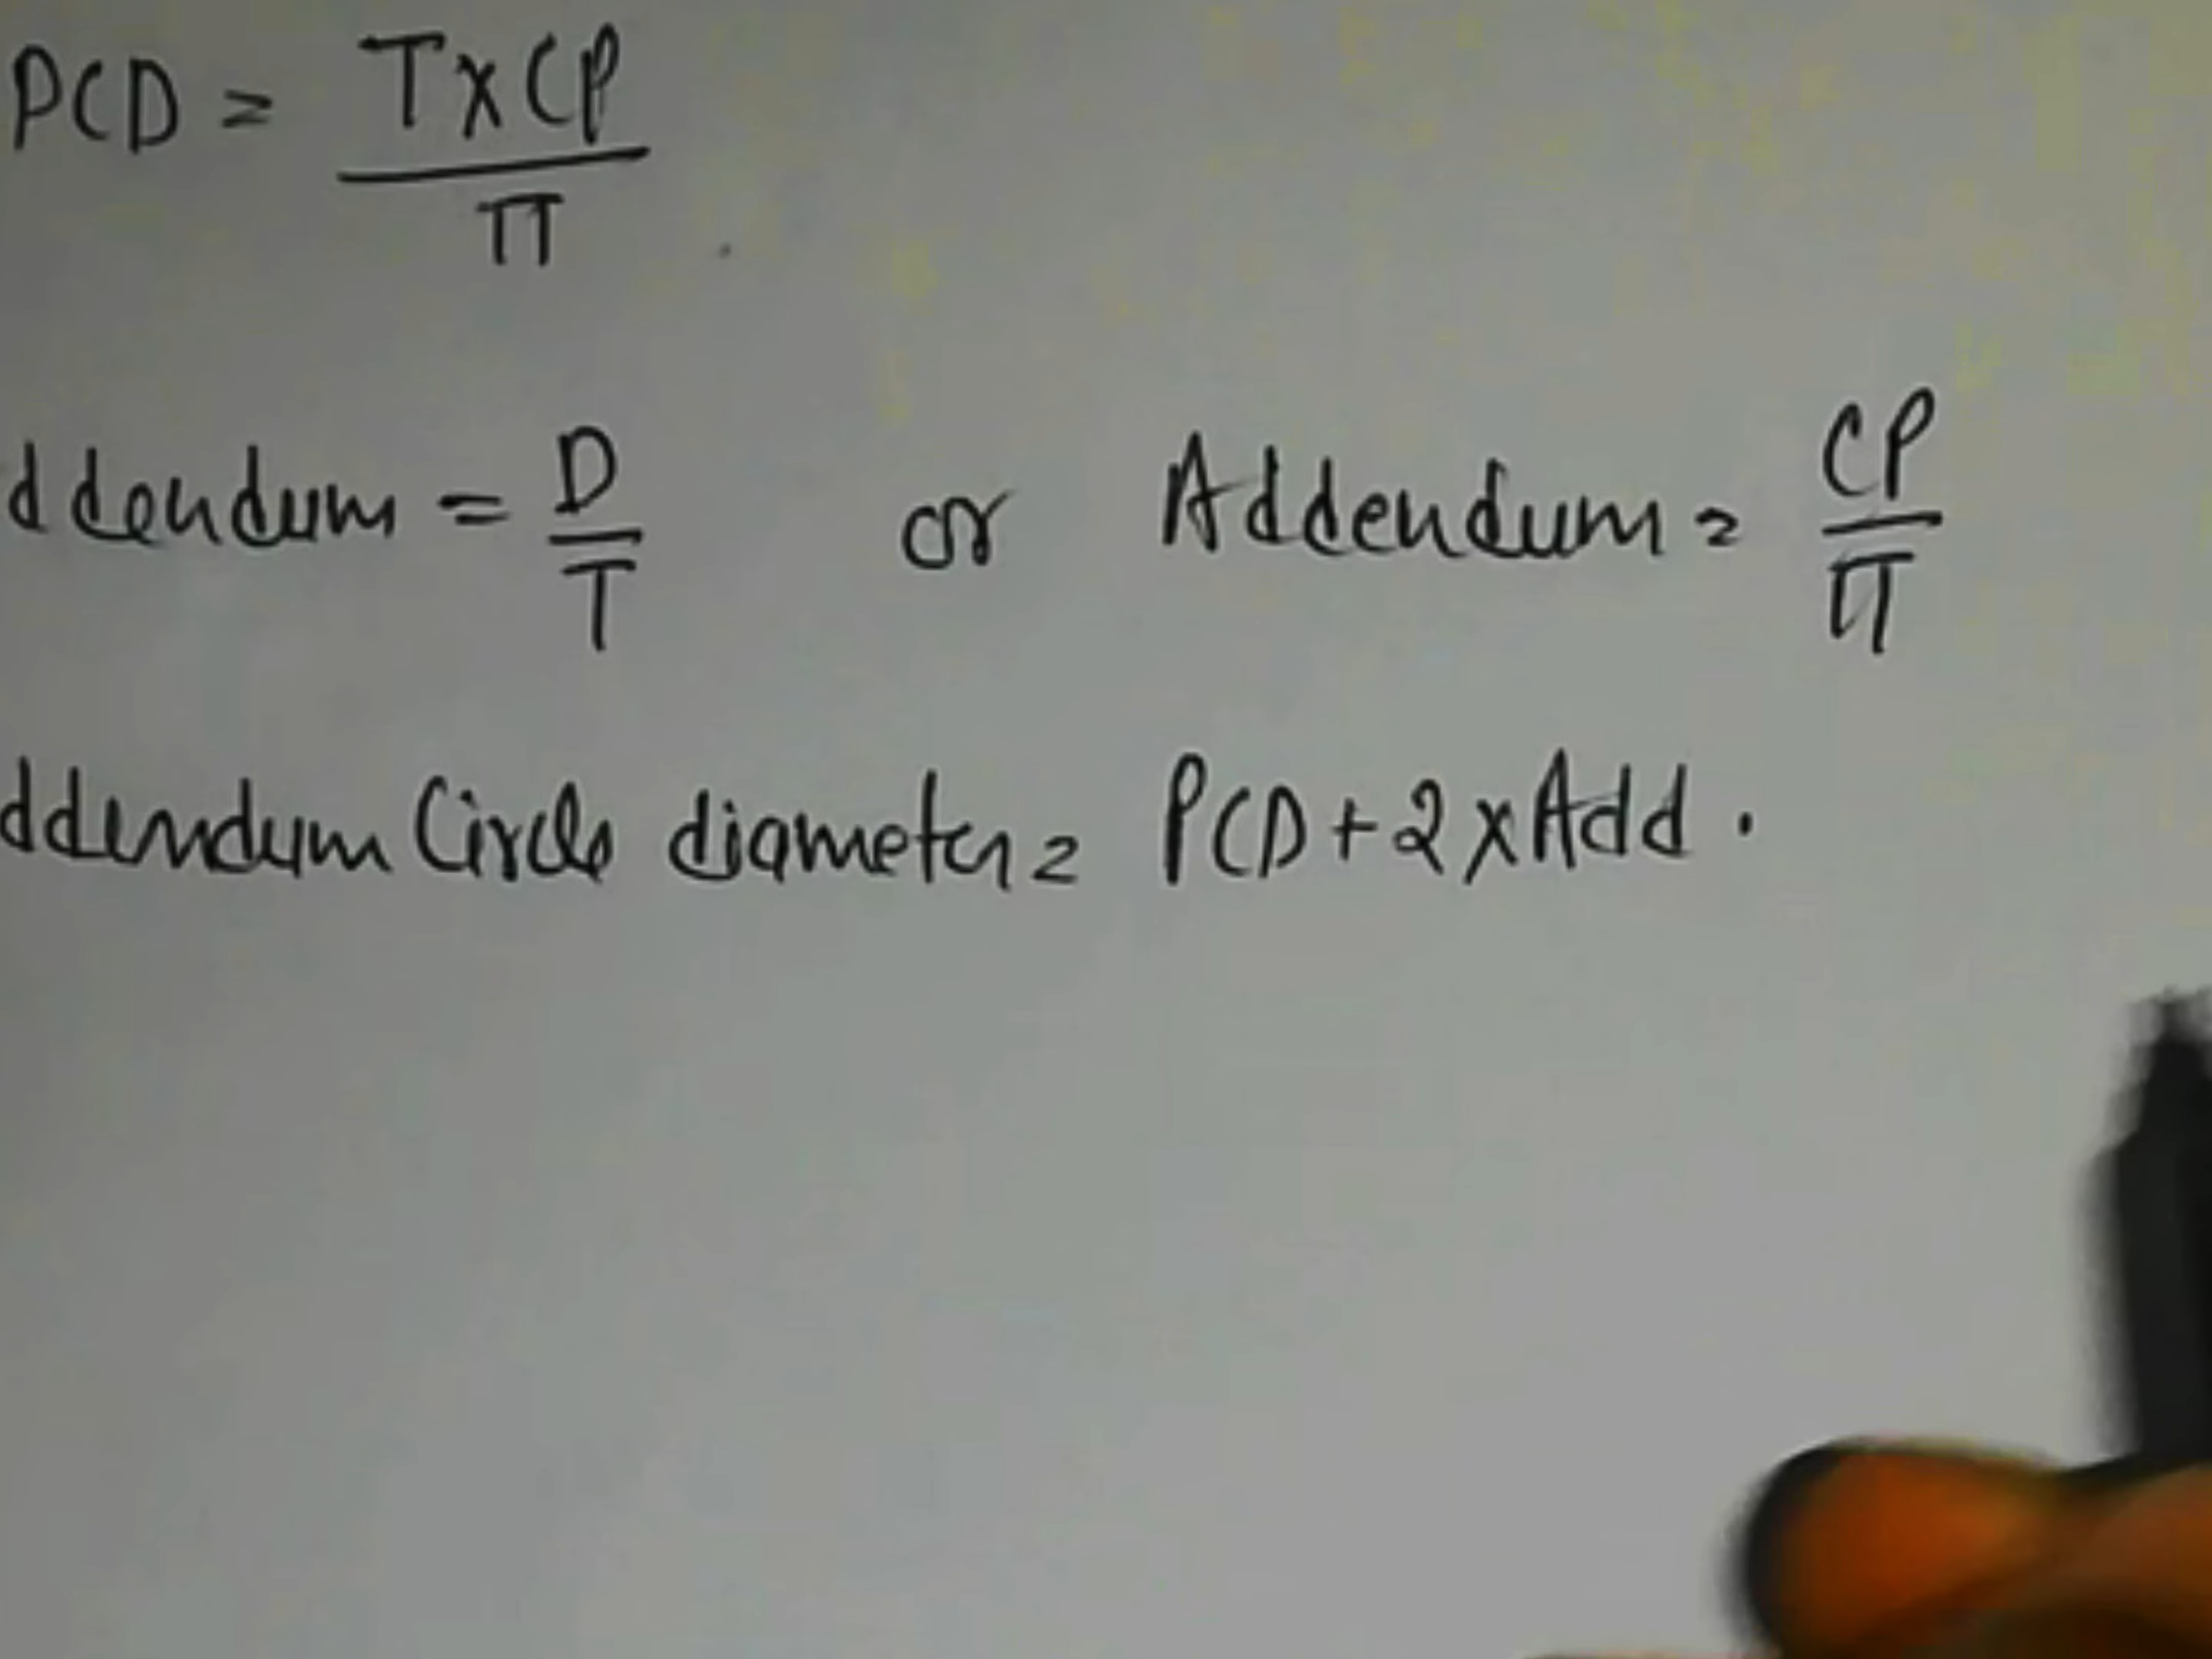 PCD = T x CP / π
ddendum = D / T or Addendum = CP / π
ddendum Circle diameter = PCD + 2 x Add.